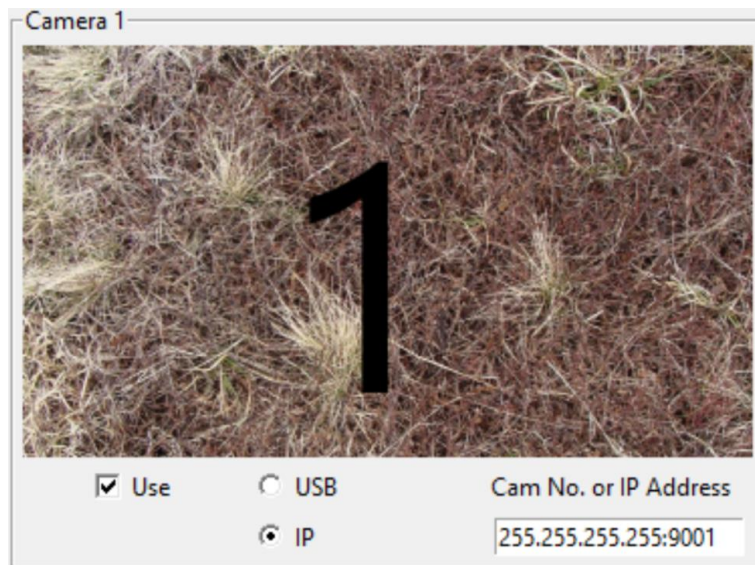 Camera 1
1
Use
USB
Cam No. or IP Address
IP
255.255.255.255:9001